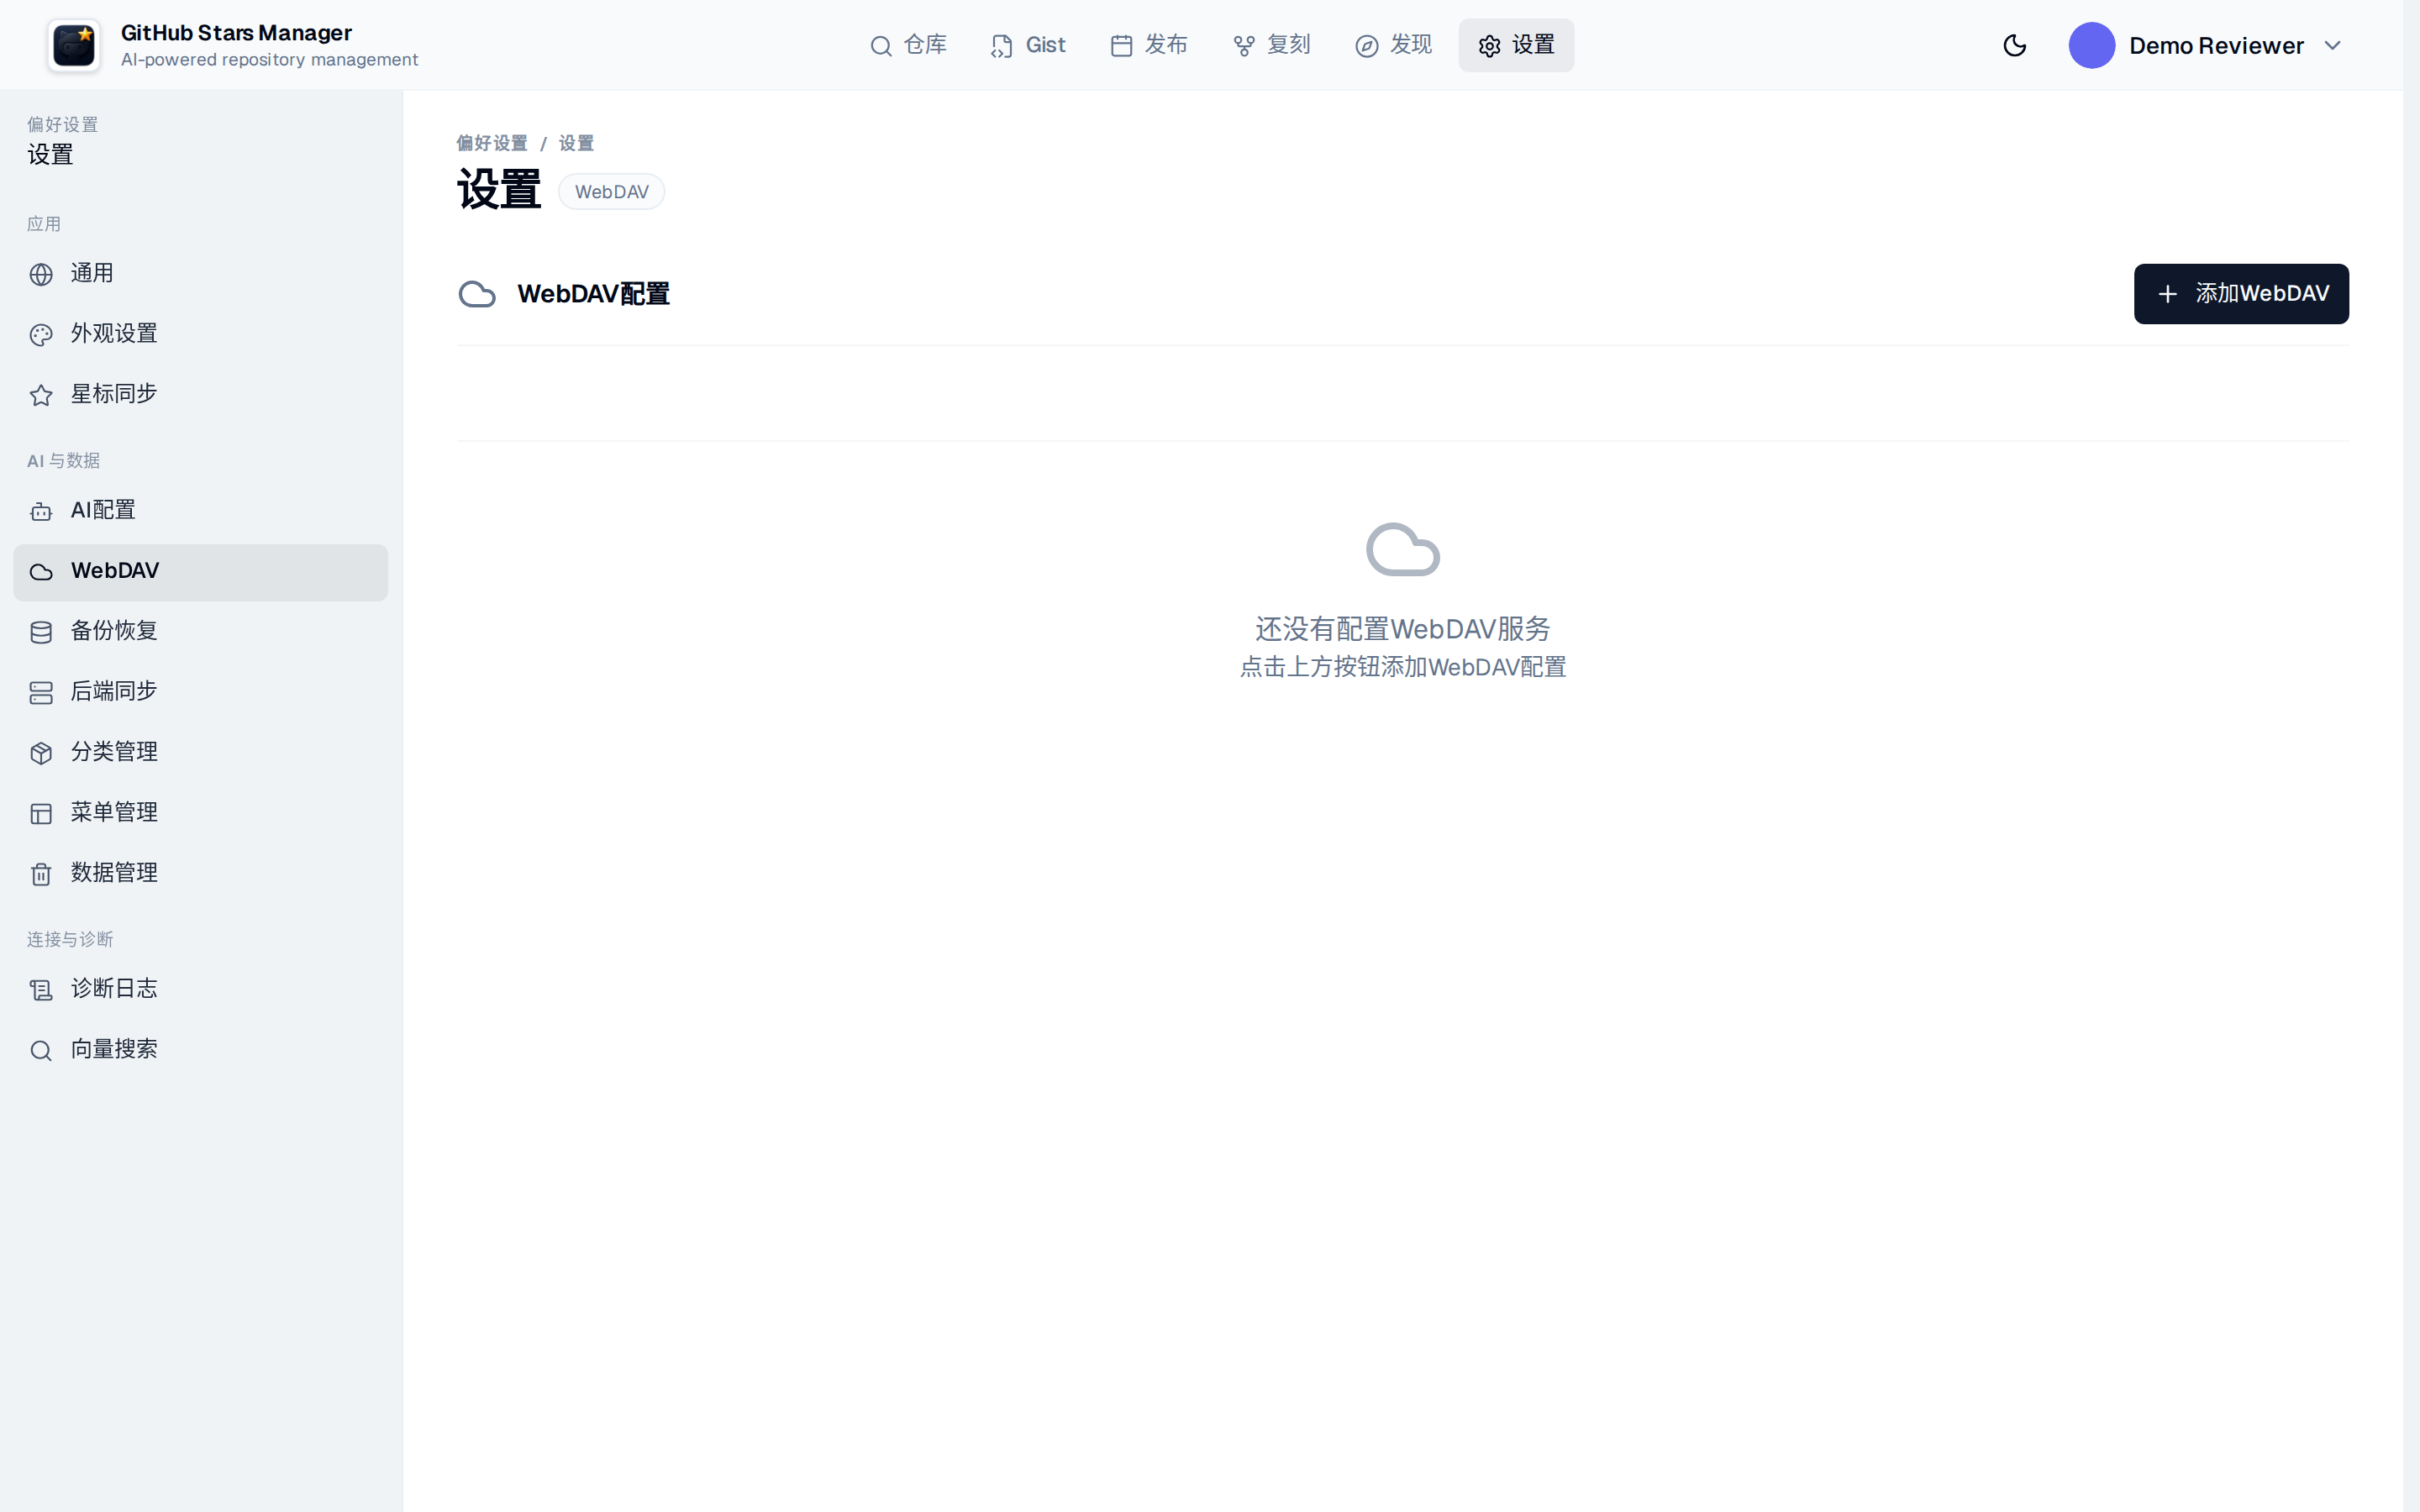 GitHub Stars Manager
AI-powered repository management
仓库
Gist
发布
复刻
发现
设置
Demo Reviewer
偏好设置
设置
应用
通用
外观设置
星标同步
AI 与数据
AI配置
WebDAV
备份恢复
后端同步
分类管理
菜单管理
数据管理
连接与诊断
诊断日志
向量搜索
偏好设置 / 设置
设置 WebDAV
WebDAV配置
添加WebDAV
还没有配置WebDAV服务
点击上方按钮添加WebDAV配置